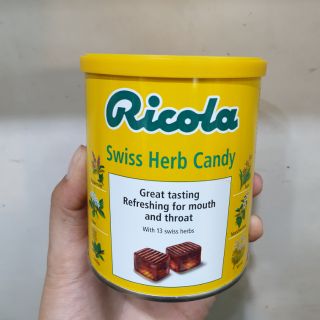 Ricola
Swiss Herb Candy
Great tasting
Refreshing for mouth
and throat
With 13 swiss herbs